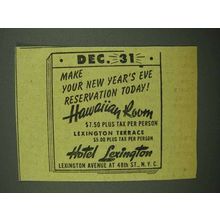 DEC. 31
MAKE
YOUR NEW YEAR'S EVE
RESERVATION TODAY!
Hawaiian Room
$7.50 PLUS TAX PER PERSON
LEXINGTON TERRACE
$5.00 PLUS TAX PER PERSON
Hotel Lexington
LEXINGTON AVENUE AT 48th ST., N.Y.C.